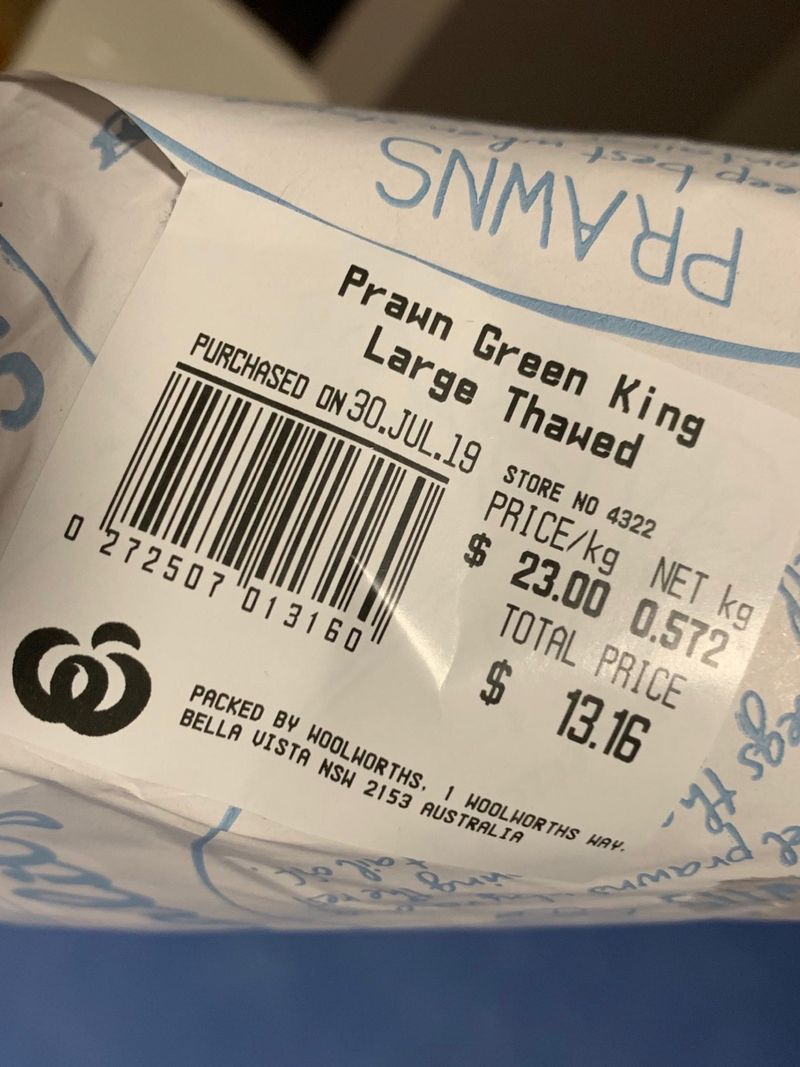 PRAWNS
Prawn Green King
Large Thawed
PURCHASED ON 30.JUL.19
STORE NO 4322
PRICE/kg NET kg
$ 23.00 0.572
TOTAL PRICE
$ 13.16
0 272507 013160
PACKED BY WOOLWORTHS, 1 WOOLWORTHS WAY.
BELLA VISTA NSW 2153 AUSTRALIA
prawns